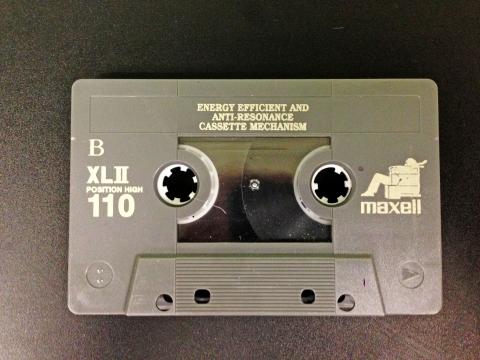 ENERGY EFFICIENT AND
ANTI-RESONANCE
CASSETTE MECHANISM
B
XLII
POSITION HIGH
110
maxell